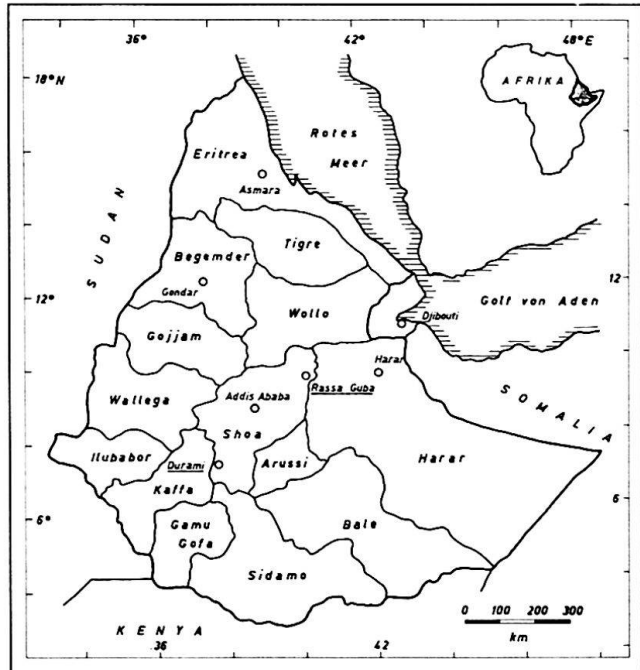 36° 42° 48°E
18°N
AFRIKA
Rotes
Meer
Eritrea
Asmara
SUDAN
Tigre
Begemder
Gondar
12°
12
Wollo
Djibouti
Golf von Aden
Gojjam
Harar
Rassa Guba
Addis Ababa
Wallega
Shoa
SOMALIA
Ilubabor
Durami
Arussi
Harar
Kaffa
6
6°
Gamu
Gofa
Bale
Sidamo
0 100 200 300
km
KENYA
36 42